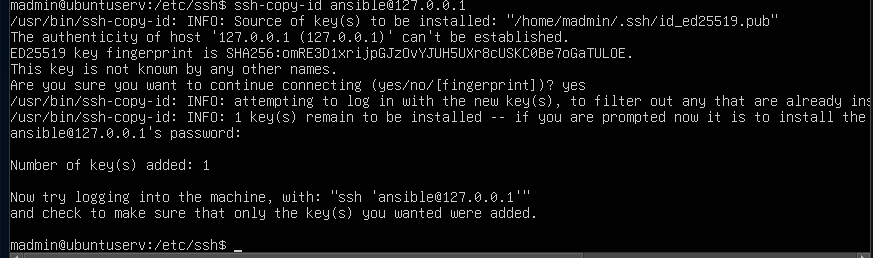 madmin@ubuntuserv:/etc/ssh$ ssh-copy-id ansible@127.0.0.1
/usr/bin/ssh-copy-id: INFO: Source of key(s) to be installed: "/home/madmin/.ssh/id_ed25519.pub"
The authenticity of host '127.0.0.1 (127.0.0.1)' can't be established.
ED25519 key fingerprint is SHA256:omRE3D1xrijpGJzOvYJUH5UXr8cUSKC0Be7oGaTULOE.
This key is not known by any other names.
Are you sure you want to continue connecting (yes/no/[fingerprint])? yes
/usr/bin/ssh-copy-id: INFO: attempting to log in with the new key(s), to filter out any that are already ins
/usr/bin/ssh-copy-id: INFO: 1 key(s) remain to be installed -- if you are prompted now it is to install the
ansible@127.0.0.1's password:
Number of key(s) added: 1
Now try logging into the machine, with: "ssh 'ansible@127.0.0.1'"
and check to make sure that only the key(s) you wanted were added.
madmin@ubuntuserv:/etc/ssh$ _